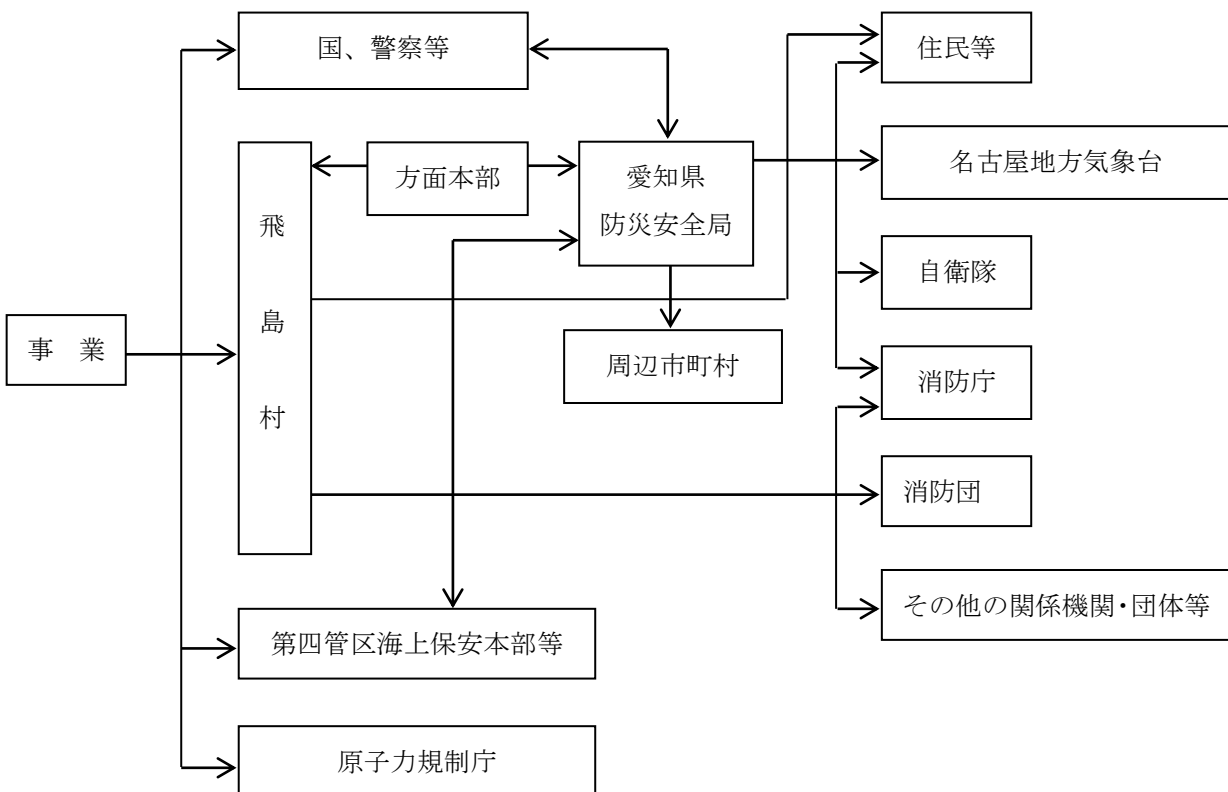 国、警察等
住民等
方面本部
愛知県
防災安全局
名古屋地方気象台
飛島村
自衛隊
事　業
周辺市町村
消防庁
消防団
その他の関係機関・団体等
第四管区海上保安本部等
原子力規制庁